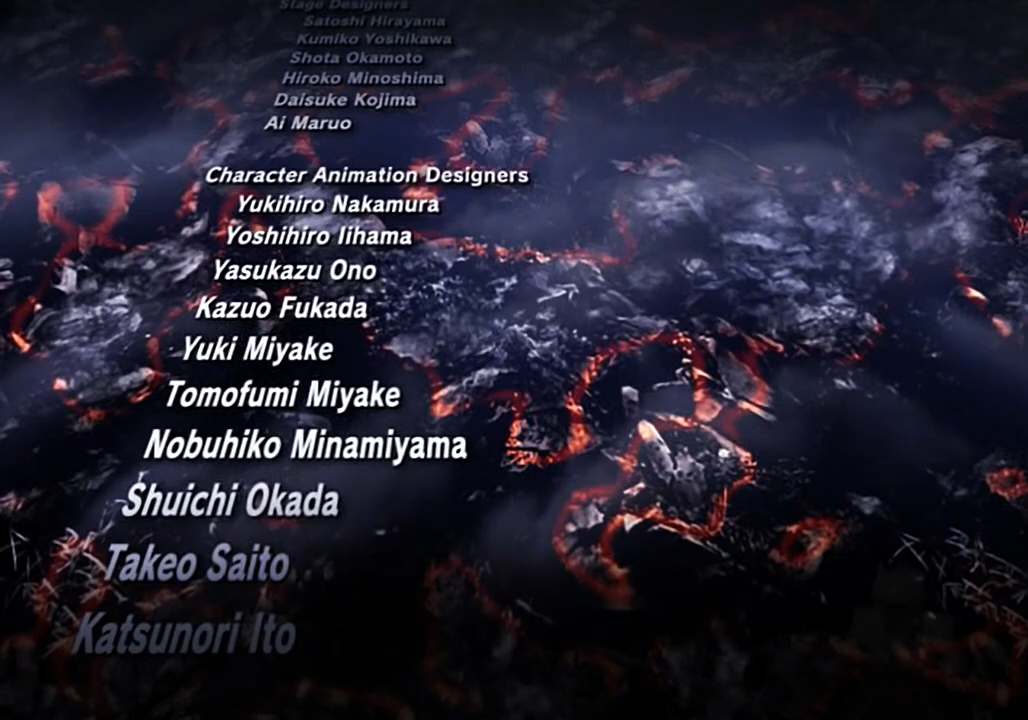 Stage Designers
Satoshi Hirayama
Kumiko Yoshikawa
Shota Okamoto
Hiroko Minoshima
Daisuke Kojima
Ai Maruo
Character Animation Designers
Yukihiro Nakamura
Yoshihiro Iihama
Yasukazu Ono
Kazuo Fukada
Yuki Miyake
Tomofumi Miyake
Nobuhiko Minamiyama
Shuichi Okada
Takeo Saito
Katsunori Ito